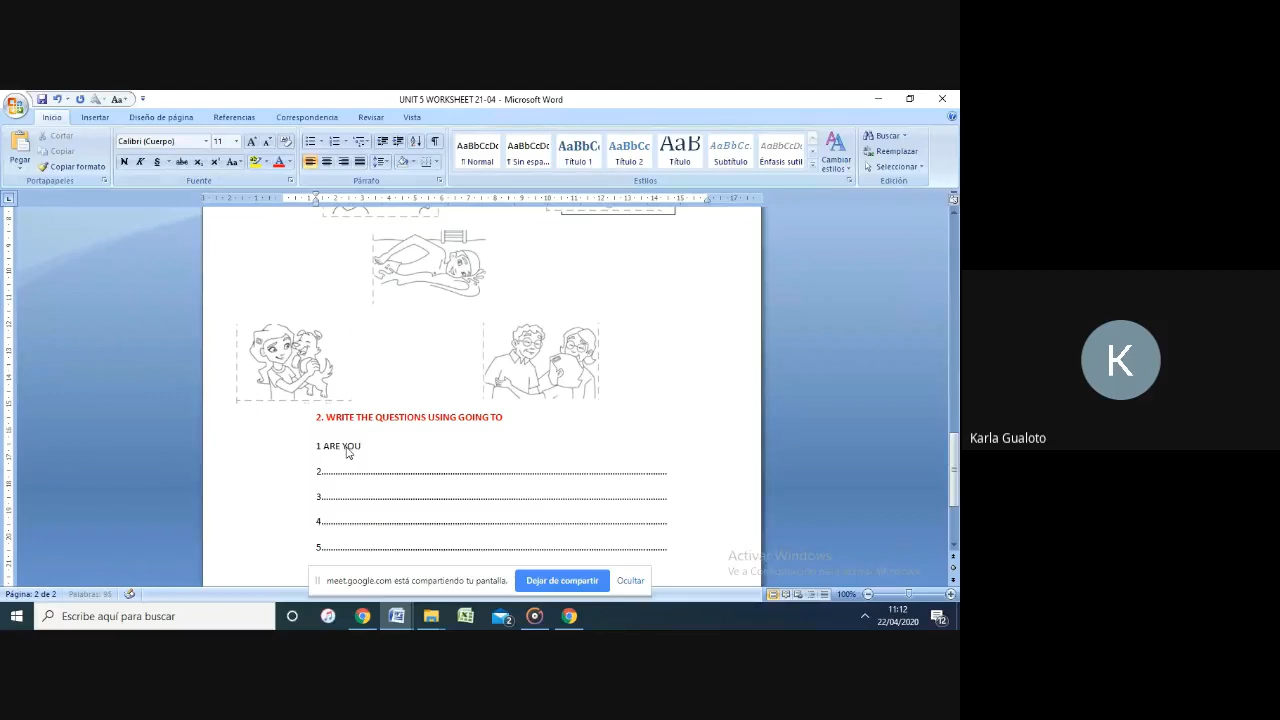 UNIT 5 WORKSHEET 21-04 - Microsoft Word
Inicio Insertar Diseño de página Referencias Correspondencia Revisar Vista
Pegar
Cortar
Copiar
Copiar formato
Portapapeles
Calibri (Cuerpo) 11
Fuente
Párrafo
AaBbCcDc AaBbCcDc AaBbCc AaBbCc AaB AaBbCc. AaBbCcDc
¶ Normal ¶ Sin espa... Título 1 Título 2 Título Subtítulo Énfasis sutil
Estilos
Cambiar estilos
Buscar
Reemplazar
Seleccionar
Edición
2. WRITE THE QUESTIONS USING GOING TO
1 ARE YOU
2
3
4
5
Karla Gualoto
K
Activar Windows
meet.google.com está compartiendo tu pantalla. Dejar de compartir Ocultar
Página: 2 de 2 Palabras: 95
100%
Escribe aquí para buscar
11:12
22/04/2020